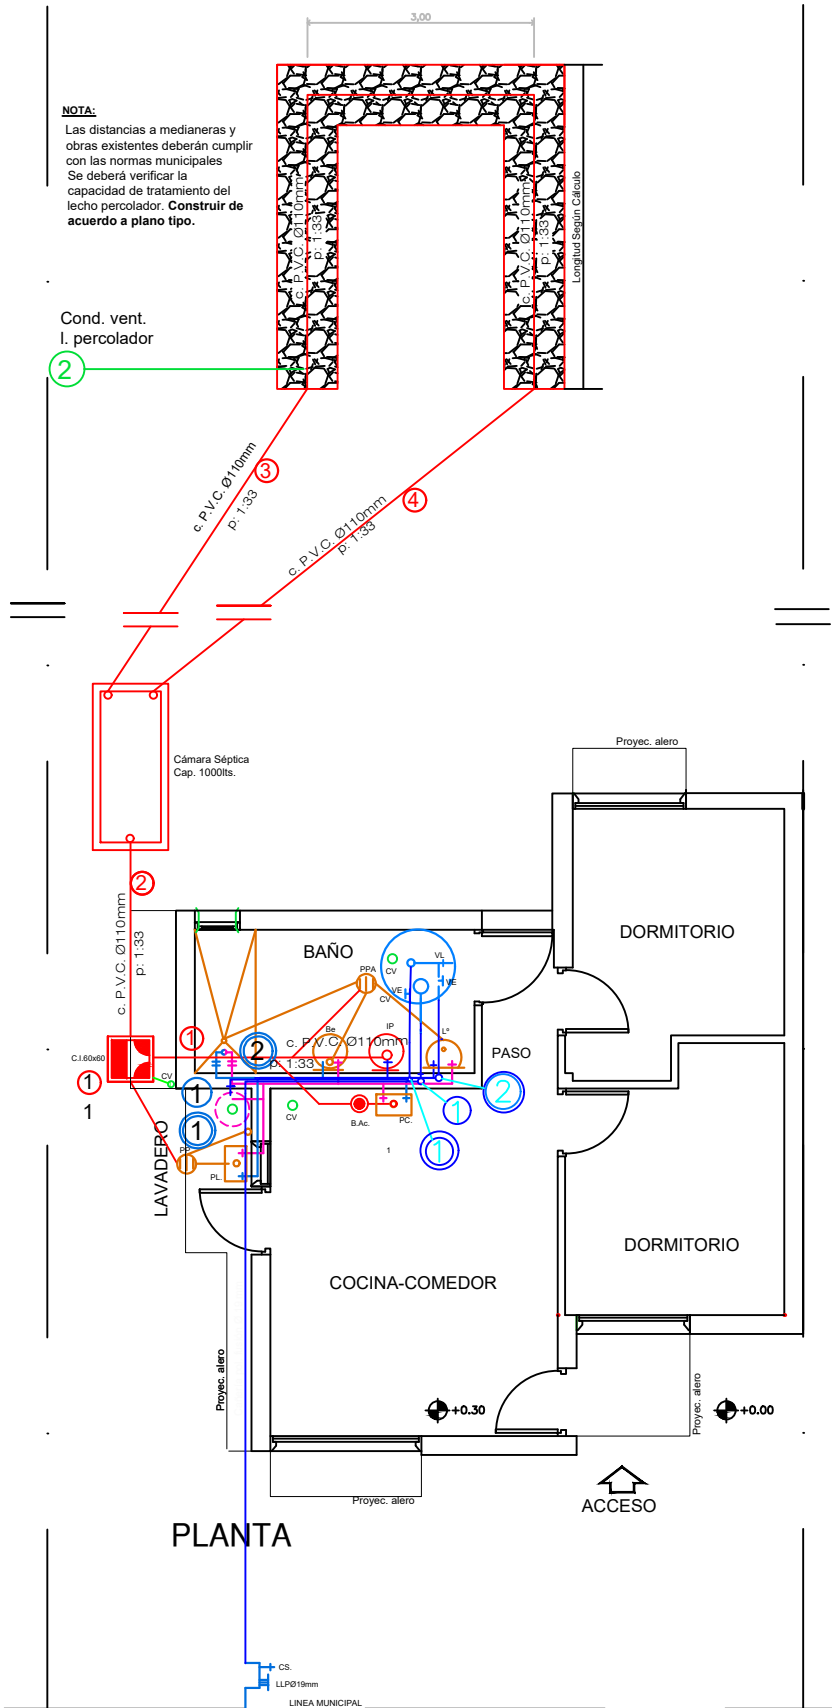 3,00
NOTA:
Las distancias a medianeras y
obras existentes deberán cumplir
con las normas municipales
Se deberá verificar la
capacidad de tratamiento del
lecho percolador. Construir de
acuerdo a plano tipo.
c. P.V.C. Ø110mm
p: 1:33
c. P.V.C. Ø110mm
p: 1:33
Longitud Según Cálculo
Cond. vent.
l. percolador
2
c. P.V.C. Ø110mm
p: 1:33
3
c. P.V.C. Ø110mm
p: 1:33
4
Cámara Séptica
Cap. 1000lts.
Proyec. alero
2
c. P.V.C. Ø110mm
p: 1:33
DORMITORIO
BAÑO
PPA
CV
VL
VE
VE
CV
Be
IP
Lº
1
c. P.V.C. Ø110mm
p: 1:33
2
PASO
C.I.60x60
CV
1
1
1
2
1
1
1
CV
B.Ac.
PC.
1
LAVADERO
PP
PL.
DORMITORIO
COCINA-COMEDOR
Proyec. alero
Proyec. alero
+0.30
+0.00
Proyec. alero
ACCESO
PLANTA
CS.
LLPØ19mm
LINEA MUNICIPAL